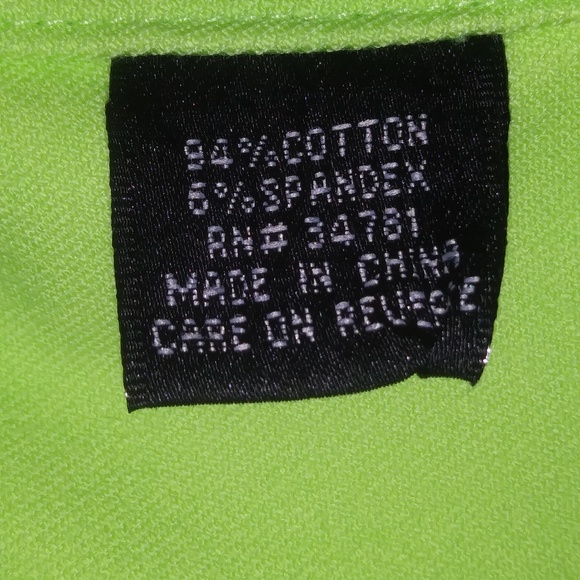 94% COTTON
6% SPANDEX
RN# 34781
MADE IN CHINA
CARE ON REVERSE